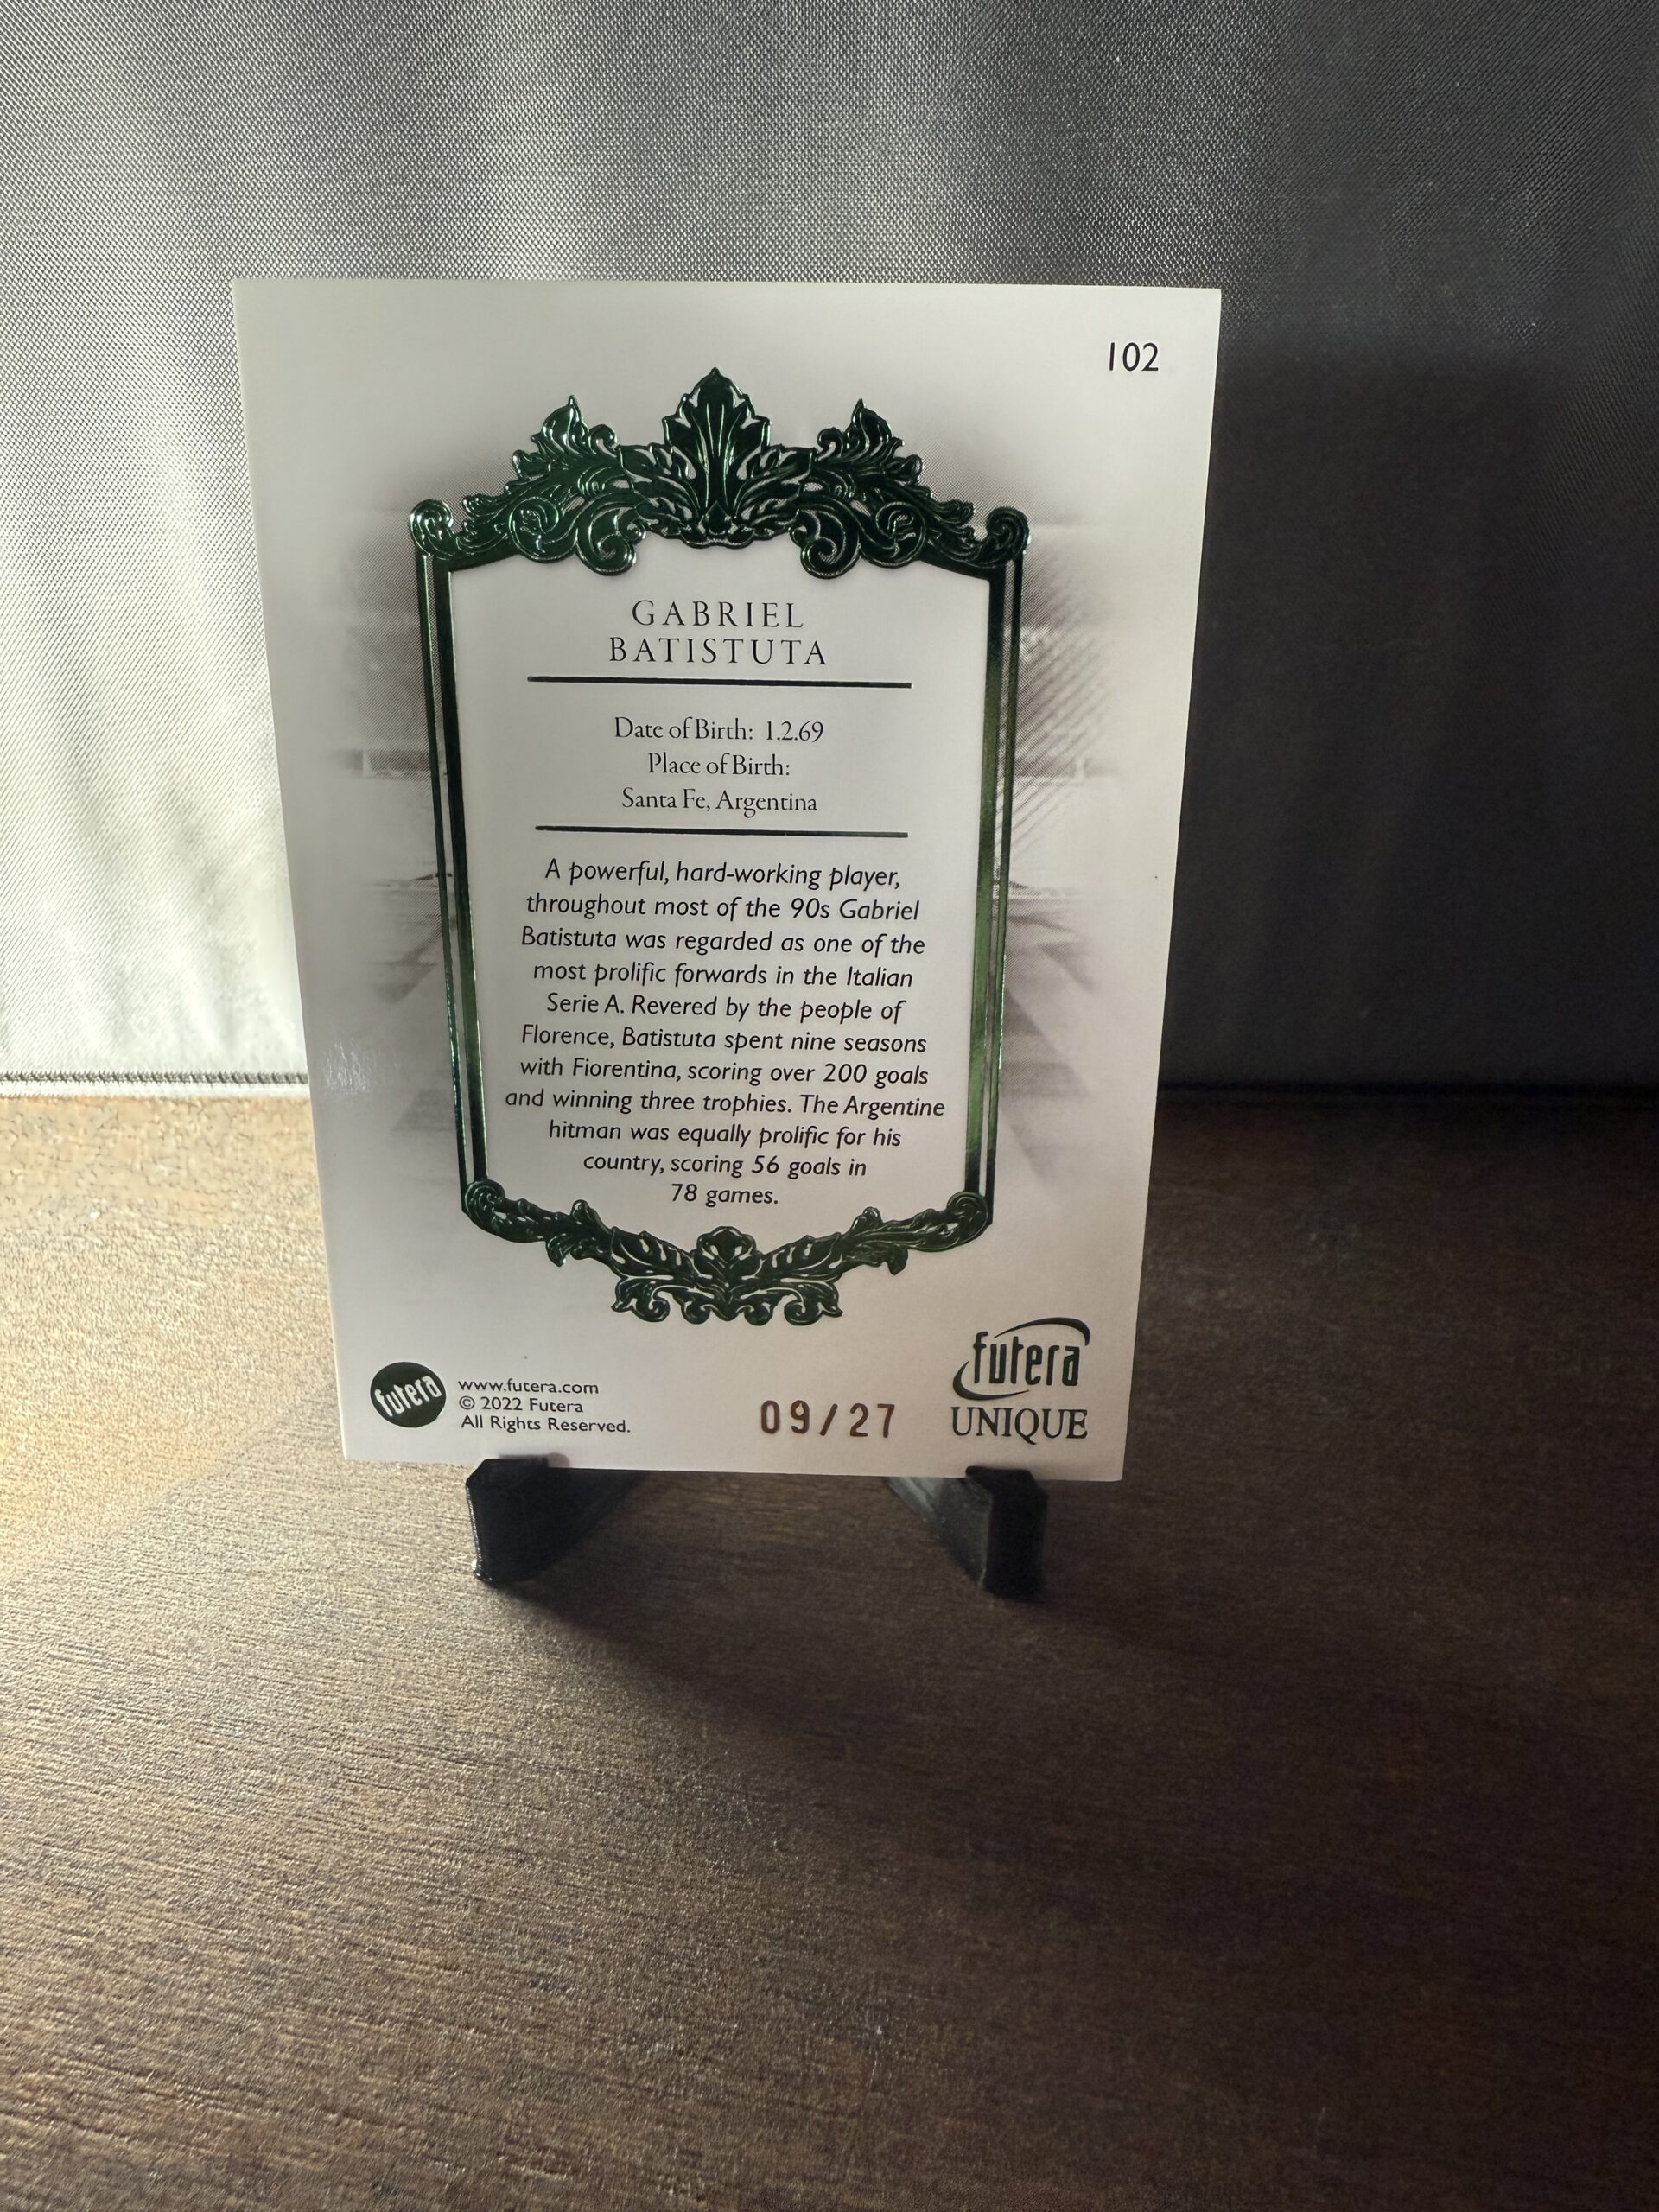 102
GABRIEL
BATISTUTA
Date of Birth: 1.2.69
Place of Birth:
Santa Fe, Argentina
A powerful, hard-working player,
throughout most of the 90s Gabriel
Batistuta was regarded as one of the
most prolific forwards in the Italian
Serie A. Revered by the people of
Florence, Batistuta spent nine seasons
with Fiorentina, scoring over 200 goals
and winning three trophies. The Argentine
hitman was equally prolific for his
country, scoring 56 goals in
78 games.
futera
www.futera.com
© 2022 Futera
All Rights Reserved.
09/27
futera
UNIQUE